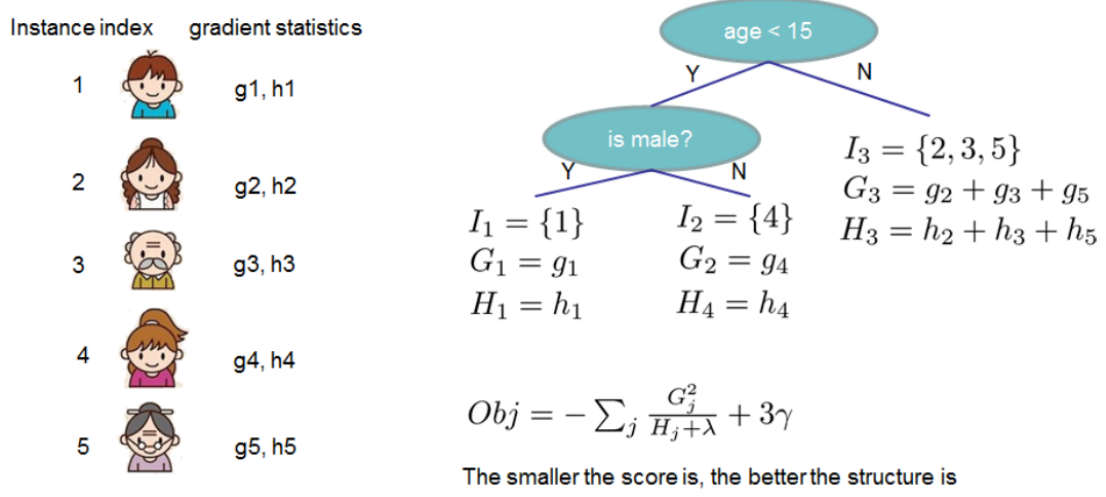 Instance index gradient statistics
1 g1, h1
2 g2, h2
3 g3, h3
4 g4, h4
5 g5, h5
age < 15
Y N
is male?
Y N
I₁ = {1}
G₁ = g₁
H₁ = h₁
I₂ = {4}
G₂ = g₄
H₄ = h₄
I₃ = {2, 3, 5}
G₃ = g₂ + g₃ + g₅
H₃ = h₂ + h₃ + h₅
Obj = − ∑ⱼ Gⱼ² / (Hⱼ+λ) + 3γ
The smaller the score is, the better the structure is